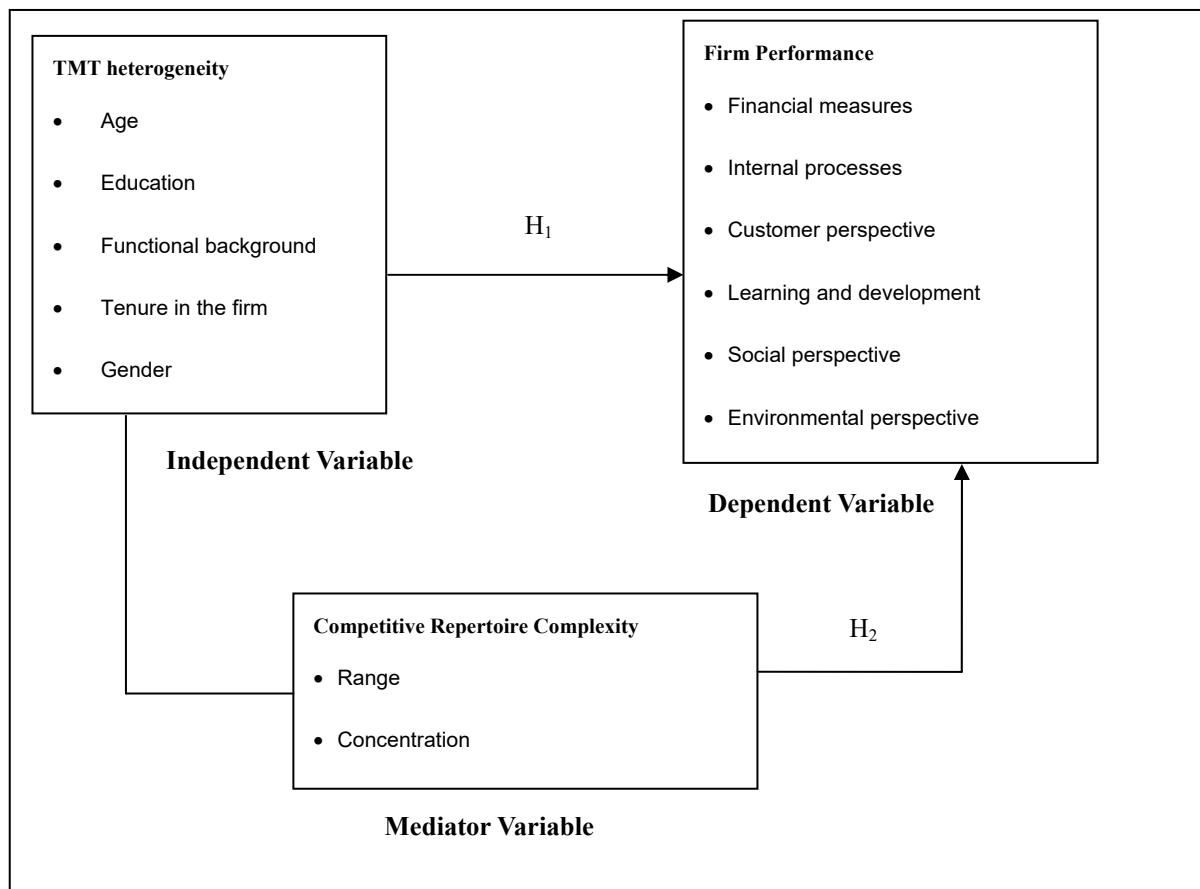 TMT heterogeneity
• Age
• Education
• Functional background
• Tenure in the firm
• Gender
Independent Variable
H₁
Firm Performance
• Financial measures
• Internal processes
• Customer perspective
• Learning and development
• Social perspective
• Environmental perspective
Dependent Variable
Competitive Repertoire Complexity
• Range
• Concentration
Mediator Variable
H₂